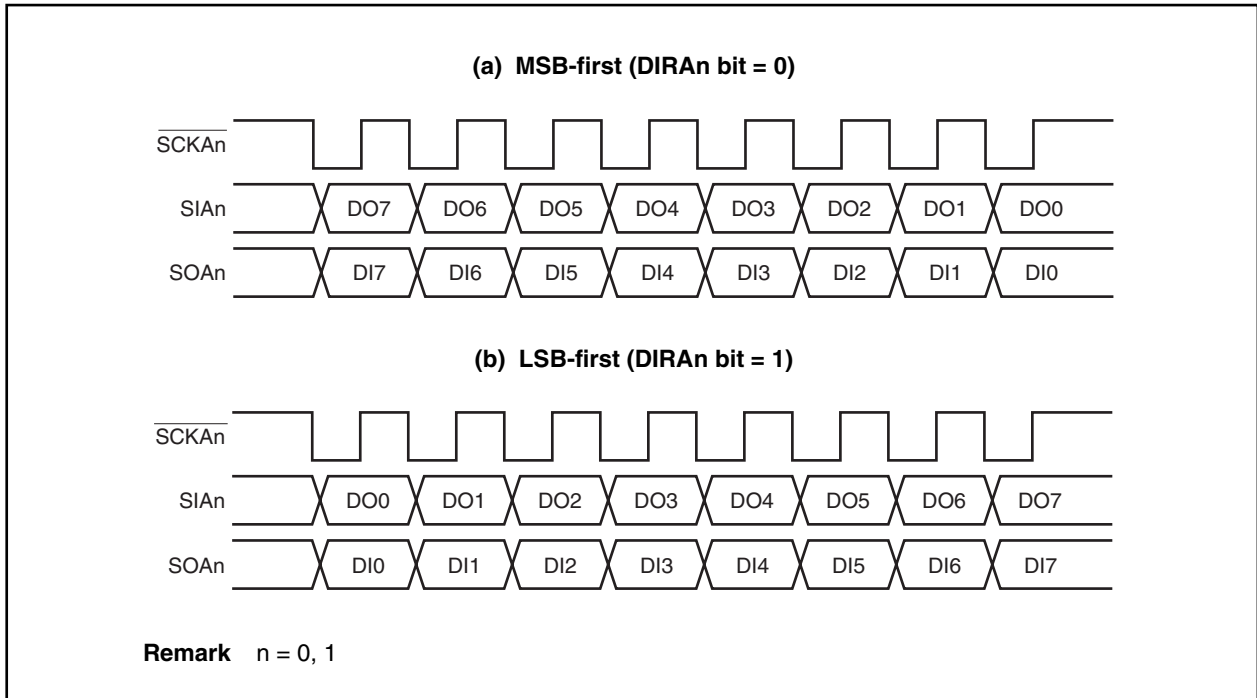 (a) MSB-first (DIRAn bit = 0)
SCKAn
SIAn DO7 DO6 DO5 DO4 DO3 DO2 DO1 DO0
SOAn DI7 DI6 DI5 DI4 DI3 DI2 DI1 DI0
(b) LSB-first (DIRAn bit = 1)
SCKAn
SIAn DO0 DO1 DO2 DO3 DO4 DO5 DO6 DO7
SOAn DI0 DI1 DI2 DI3 DI4 DI5 DI6 DI7
Remark n = 0, 1